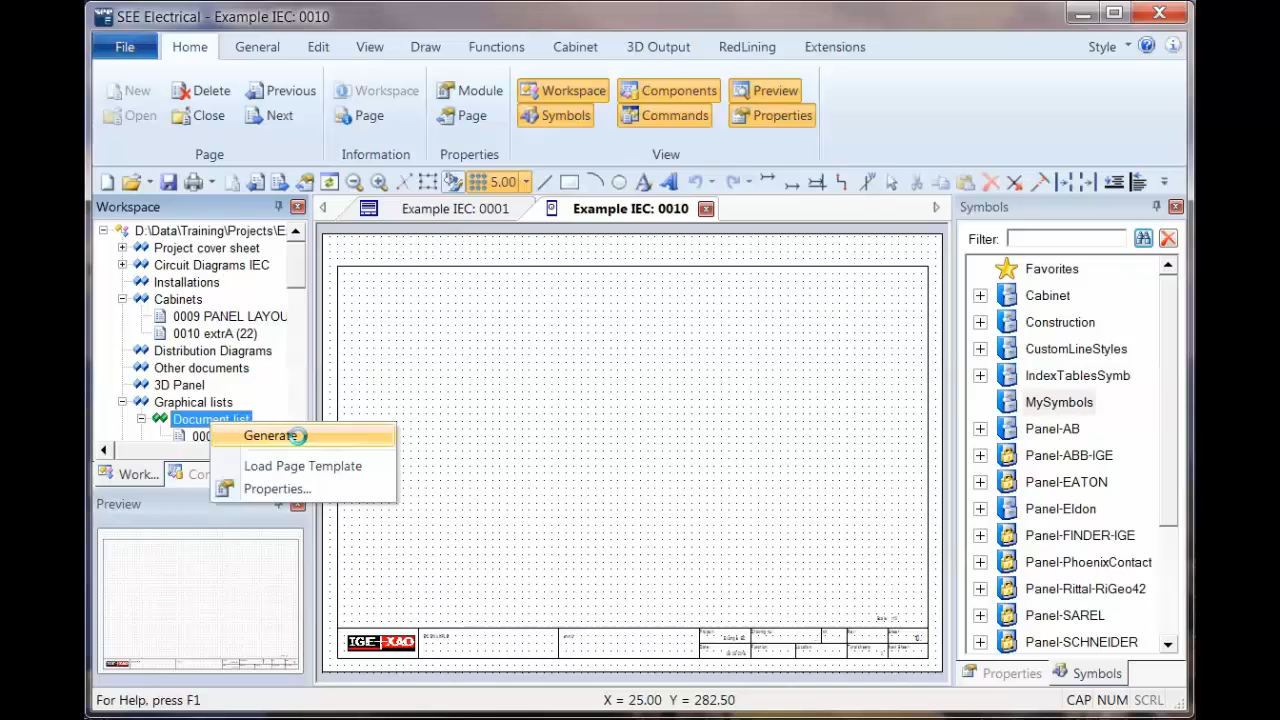 SEE Electrical - Example IEC: 0010
File Home General Edit View Draw Functions Cabinet 3D Output RedLining Extensions Style
New Delete Previous Workspace Module Workspace Components Preview
Open Close Next Page Page Symbols Commands Properties
Page Information Properties View
5.00
Workspace
Example IEC: 0001
Example IEC: 0010
Symbols
D:\Data\Training\Projects\E
Project cover sheet
Circuit Diagrams IEC
Installations
Cabinets
0009 PANEL LAYOU
0010 extrA (22)
Distribution Diagrams
Other documents
3D Panel
Graphical lists
Document list
000
Generate
Load Page Template
Properties...
Work...
Preview
IGE+XAO
Filter:
Favorites
Cabinet
Construction
CustomLineStyles
IndexTablesSymb
MySymbols
Panel-AB
Panel-ABB-IGE
Panel-EATON
Panel-Eldon
Panel-FINDER-IGE
Panel-PhoenixContact
Panel-Rittal-RiGeo42
Panel-SAREL
Panel-SCHNEIDER
Properties Symbols
For Help, press F1
X = 25.00 Y = 282.50
CAP NUM SCRL